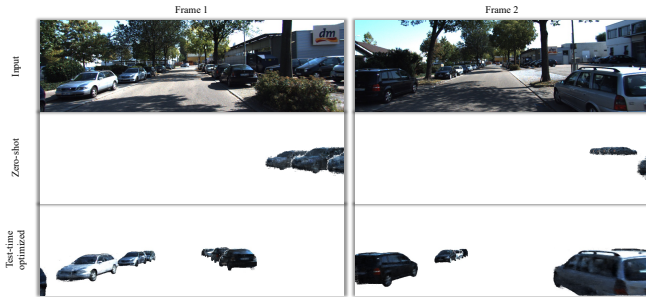 Frame 1
Frame 2
Input
dm
Zero-shot
Test-time
optimized